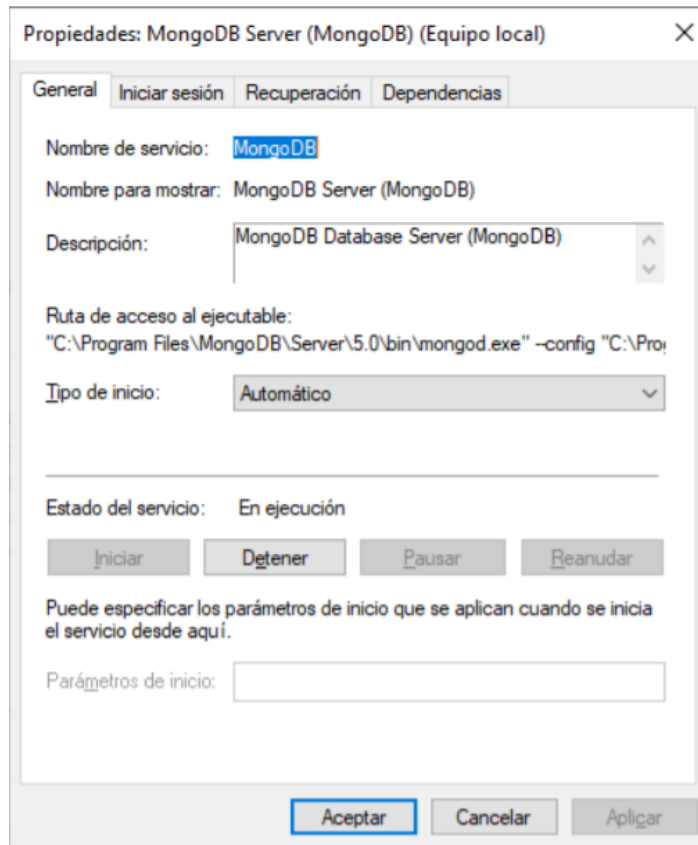 Propiedades: MongoDB Server (MongoDB) (Equipo local)
General Iniciar sesión Recuperación Dependencias
Nombre de servicio: MongoDB
Nombre para mostrar: MongoDB Server (MongoDB)
Descripción: MongoDB Database Server (MongoDB)
Ruta de acceso al ejecutable:
"C:\Program Files\MongoDB\Server\5.0\bin\mongod.exe" --config "C:\Prog
Tipo de inicio: Automático
Estado del servicio: En ejecución
Iniciar Detener Pausar Reanudar
Puede especificar los parámetros de inicio que se aplican cuando se inicia
el servicio desde aquí.
Parámetros de inicio:
Aceptar Cancelar Aplicar